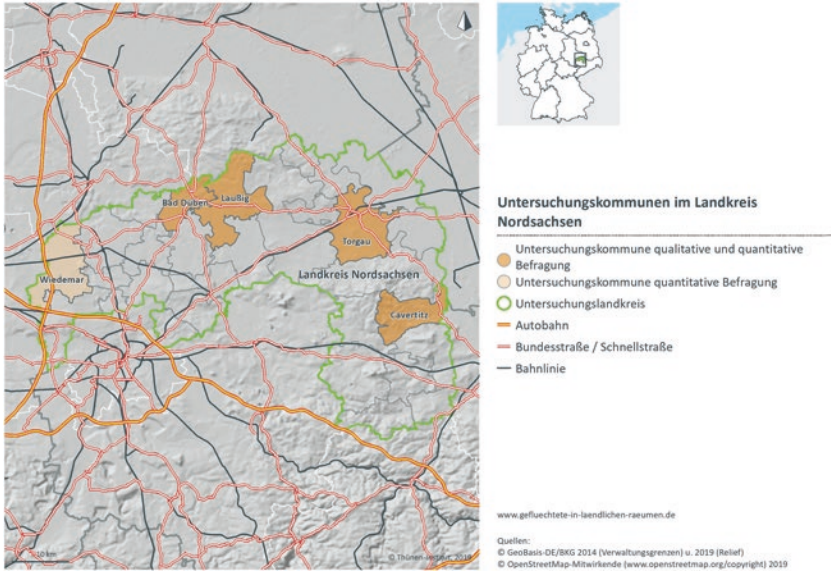 Bad Düben
Laußig
Torgau
Wiedemar
Landkreis Nordsachsen
Cavertitz
10 km
© Thünen-Institut, 2019
Untersuchungskommunen im Landkreis
Nordsachsen
Untersuchungskommune qualitative und quantitative
Befragung
Untersuchungskommune quantitative Befragung
Untersuchungslandkreis
Autobahn
Bundesstraße / Schnellstraße
Bahnlinie
www.gefluechtete-in-laendlichen-raeumen.de
Quellen:
© GeoBasis-DE/BKG 2014 (Verwaltungsgrenzen) u. 2019 (Relief)
© OpenStreetMap-Mitwirkende (www.openstreetmap.org/copyright) 2019